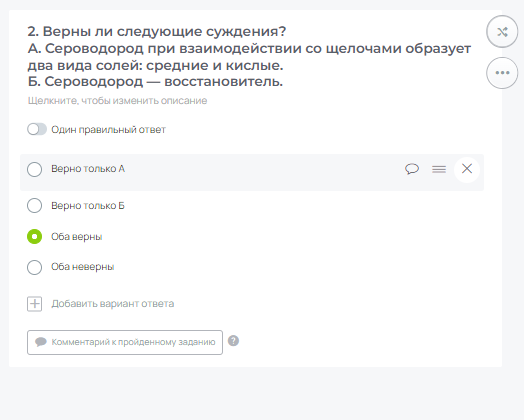 2. Верны ли следующие суждения?
А. Сероводород при взаимодействии со щелочами образует
два вида солей: средние и кислые.
Б. Сероводород — восстановитель.
Щелкните, чтобы изменить описание
Один правильный ответ
Верно только А
Верно только Б
Оба верны
Оба неверны
Добавить вариант ответа
Комментарий к пройденному заданию ?